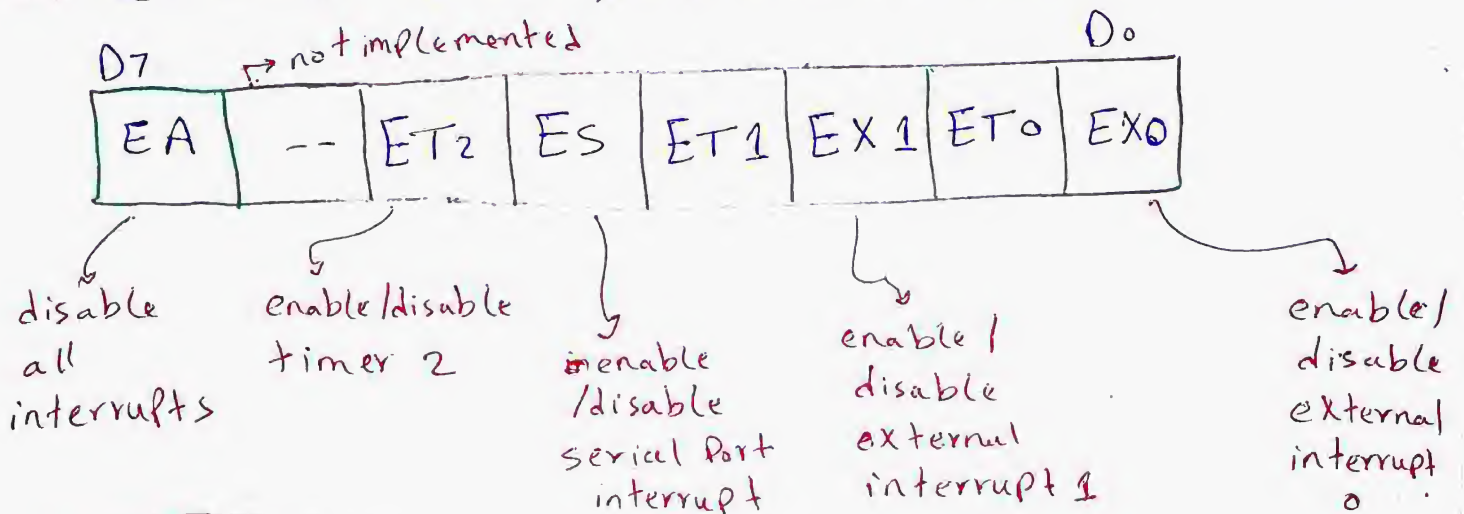 D7
→ not implemented
D0
EA
--
ET2
ES
ET1
EX1
ET0
EX0
disable
all
interrupts
enable/disable
timer 2
enable
/disable
serial Port
interrupt
enable/
disable
external
interrupt 1
enable/
disable
external
interrupt
0